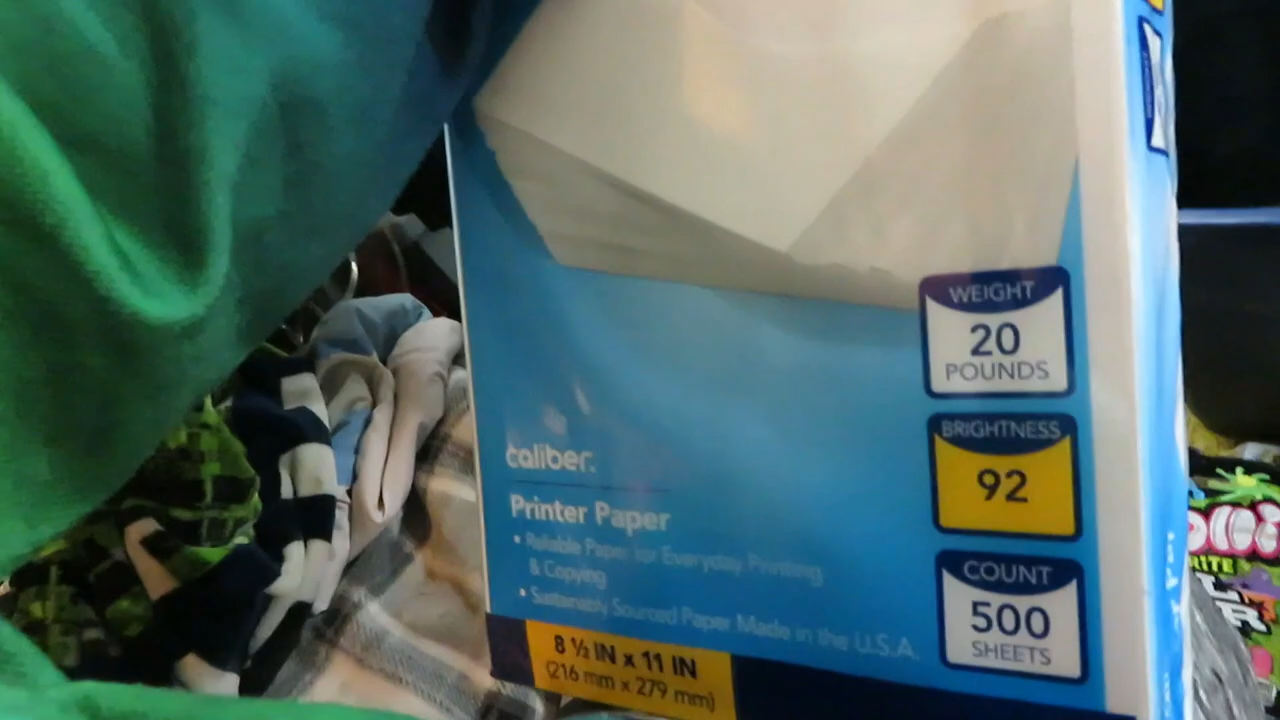 WEIGHT
20
POUNDS
BRIGHTNESS
92
COUNT
500
SHEETS
caliber.
Printer Paper
• Reliable Paper for Everyday Printing
& Copying
• Sustainably Sourced Paper Made in the U.S.A.
8 ½ IN x 11 IN
(216 mm x 279 mm)